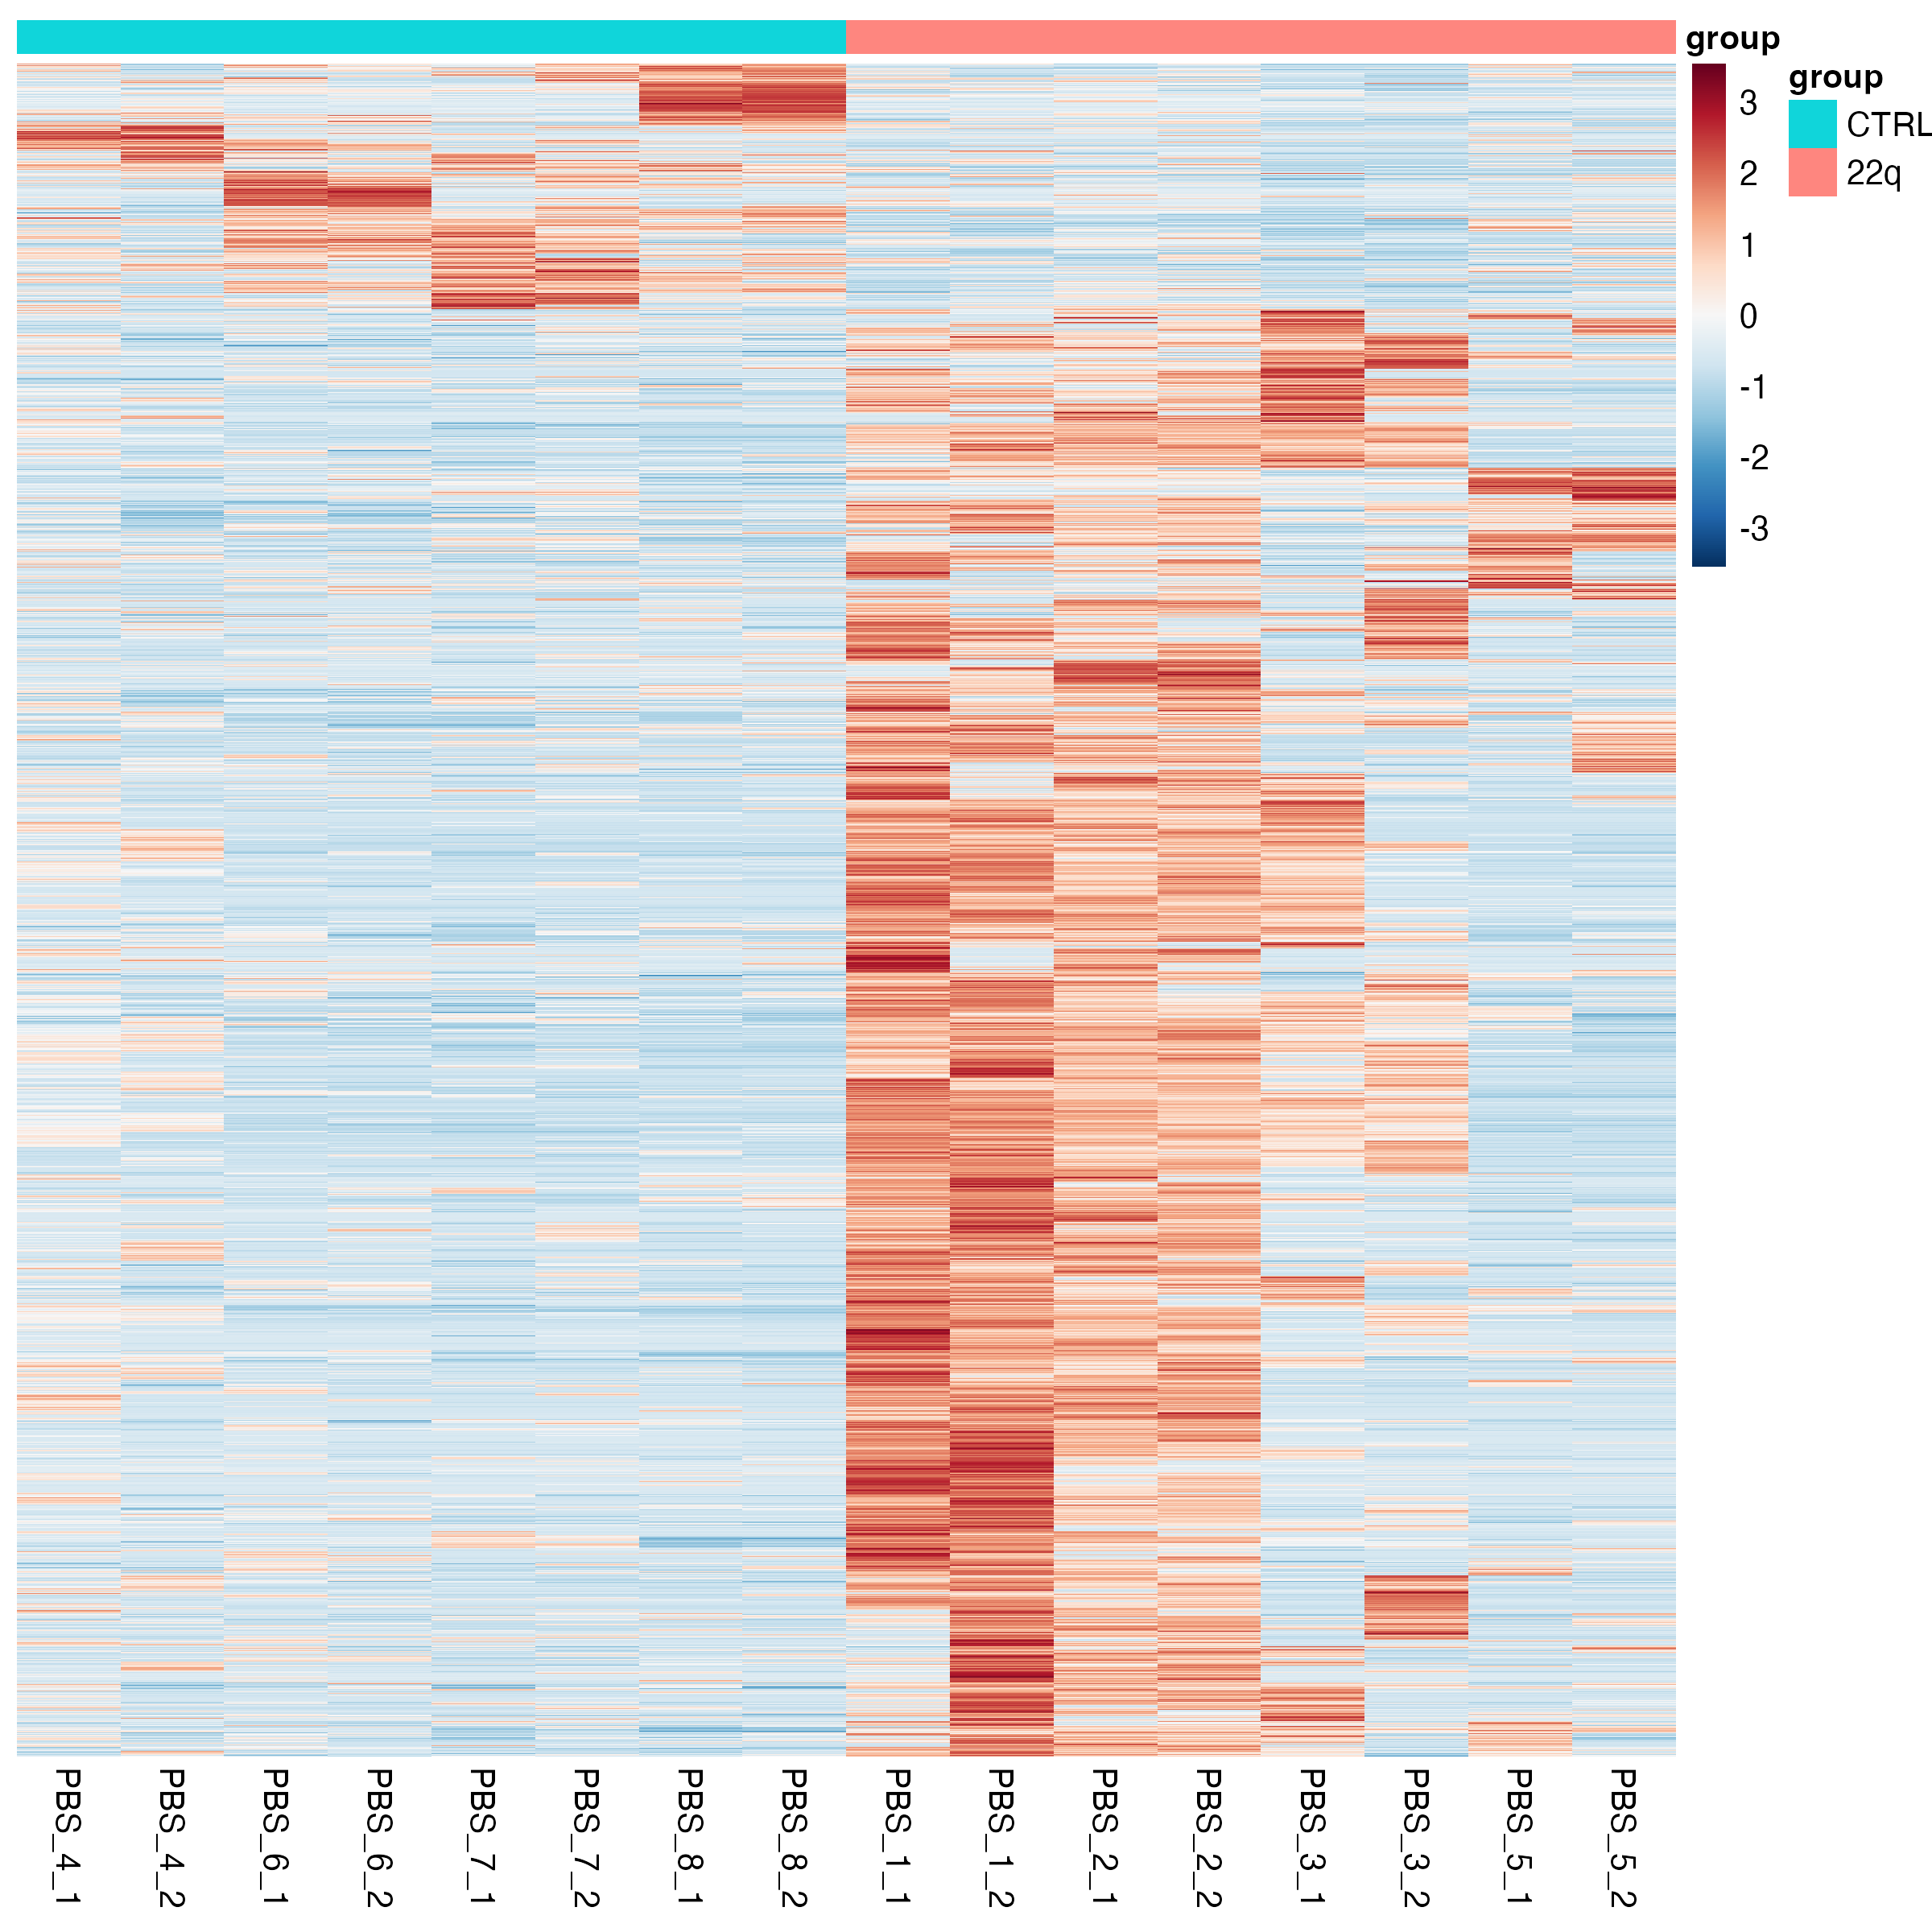 group
3
2
1
0
-1
-2
-3
group
CTRL
22q
PBS_4_1
PBS_4_2
PBS_6_1
PBS_6_2
PBS_7_1
PBS_7_2
PBS_8_1
PBS_8_2
PBS_1_1
PBS_1_2
PBS_2_1
PBS_2_2
PBS_3_1
PBS_3_2
PBS_5_1
PBS_5_2